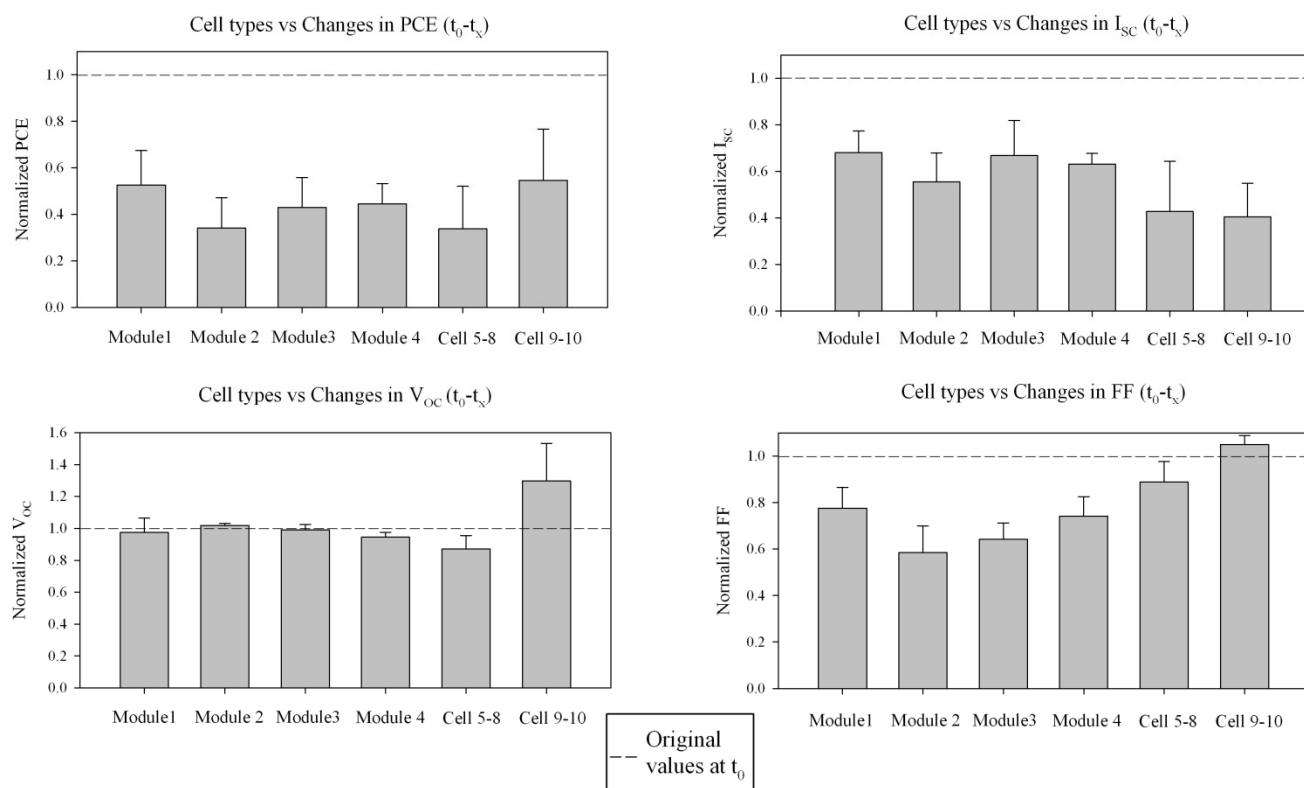 Cell types vs Changes in PCE (t₀-tₓ)
Normalized PCE
1.0
0.8
0.6
0.4
0.2
0.0
Module1 Module 2 Module3 Module 4 Cell 5-8 Cell 9-10
Cell types vs Changes in I_SC (t₀-tₓ)
Normalized I_SC
1.0
0.8
0.6
0.4
0.2
0.0
Module1 Module 2 Module3 Module 4 Cell 5-8 Cell 9-10
Cell types vs Changes in V_OC (t₀-tₓ)
Normalized V_OC
1.6
1.4
1.2
1.0
0.8
0.6
0.4
0.2
0.0
Module1 Module 2 Module3 Module 4 Cell 5-8 Cell 9-10
Cell types vs Changes in FF (t₀-tₓ)
Normalized FF
1.0
0.8
0.6
0.4
0.2
0.0
Module1 Module 2 Module3 Module 4 Cell 5-8 Cell 9-10
Original
values at t₀